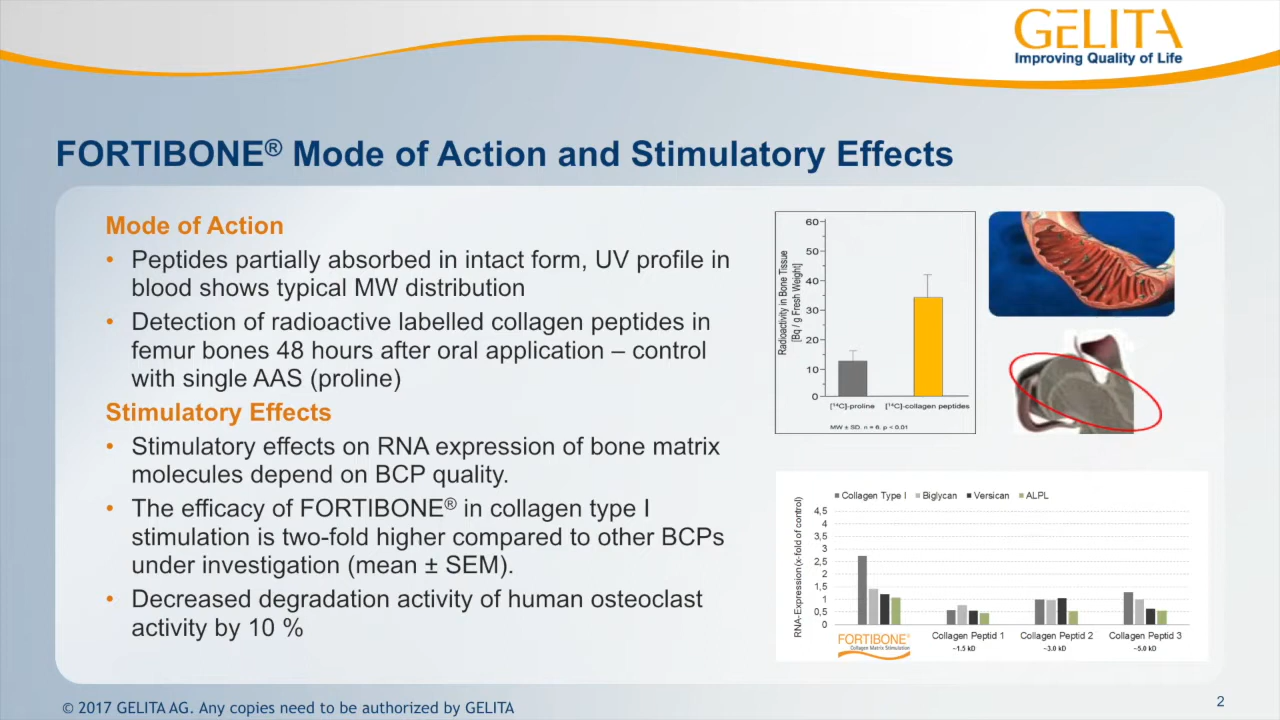 GELITA
Improving Quality of Life
FORTIBONE® Mode of Action and Stimulatory Effects
Mode of Action
• Peptides partially absorbed in intact form, UV profile in
blood shows typical MW distribution
• Detection of radioactive labelled collagen peptides in
femur bones 48 hours after oral application – control
with single AAS (proline)
Stimulatory Effects
• Stimulatory effects on RNA expression of bone matrix
molecules depend on BCP quality.
• The efficacy of FORTIBONE® in collagen type I
stimulation is two-fold higher compared to other BCPs
under investigation (mean ± SEM).
• Decreased degradation activity of human osteoclast
activity by 10 %
Radioactivity in Bone Tissue
[Bq / g Fresh Weight]
60
50
40
30
20
10
0
[¹⁴C]-proline [¹⁴C]-collagen peptides
MW ± SD, n = 6, p < 0.01
Collagen Type I Biglycan Versican ALPL
RNA-Expression (x-fold of control)
4,5
4
3,5
3
2,5
2
1,5
1
0,5
0
FORTIBONE® Collagen Peptid 1 Collagen Peptid 2 Collagen Peptid 3
Collagen Matrix Stimulation ~1.5 kD ~3.0 kD ~5.0 kD
© 2017 GELITA AG. Any copies need to be authorized by GELITA
2